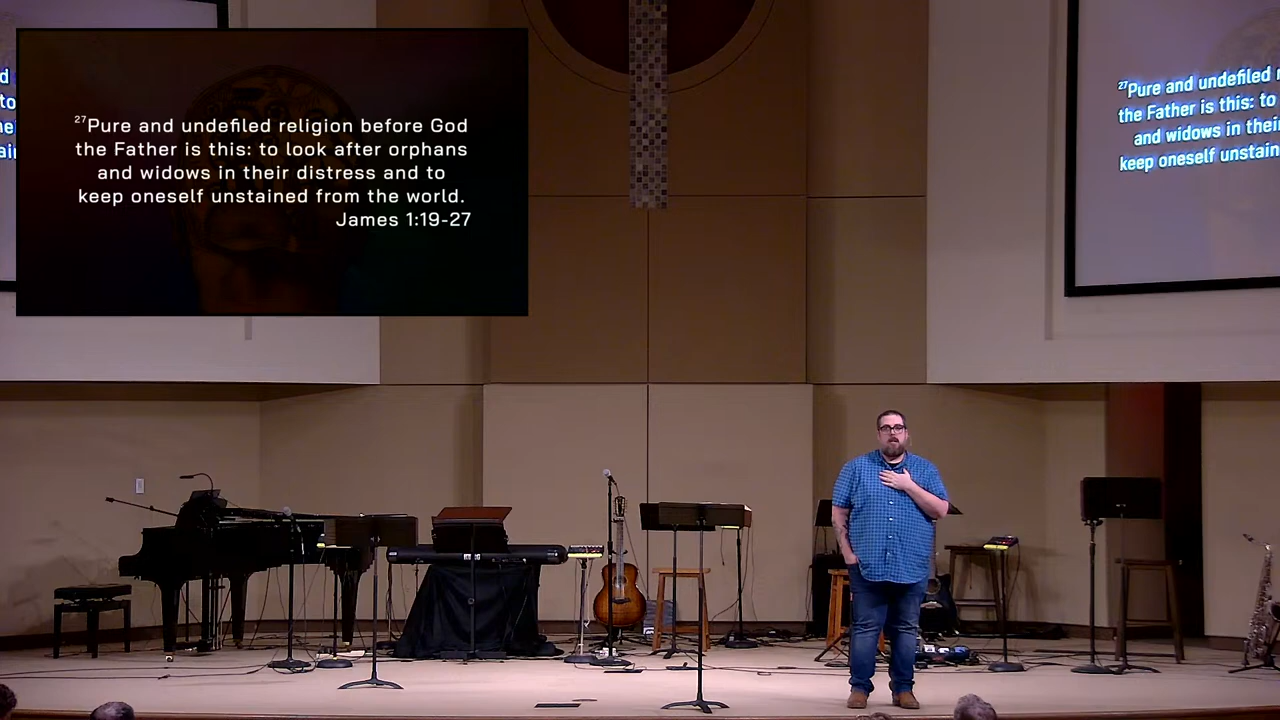 ²⁷Pure and undefiled religion before God
the Father is this: to look after orphans
and widows in their distress and to
keep oneself unstained from the world.
James 1:19-27
²⁷Pure and undefiled
the Father is this: to
and widows in their
keep oneself unstain